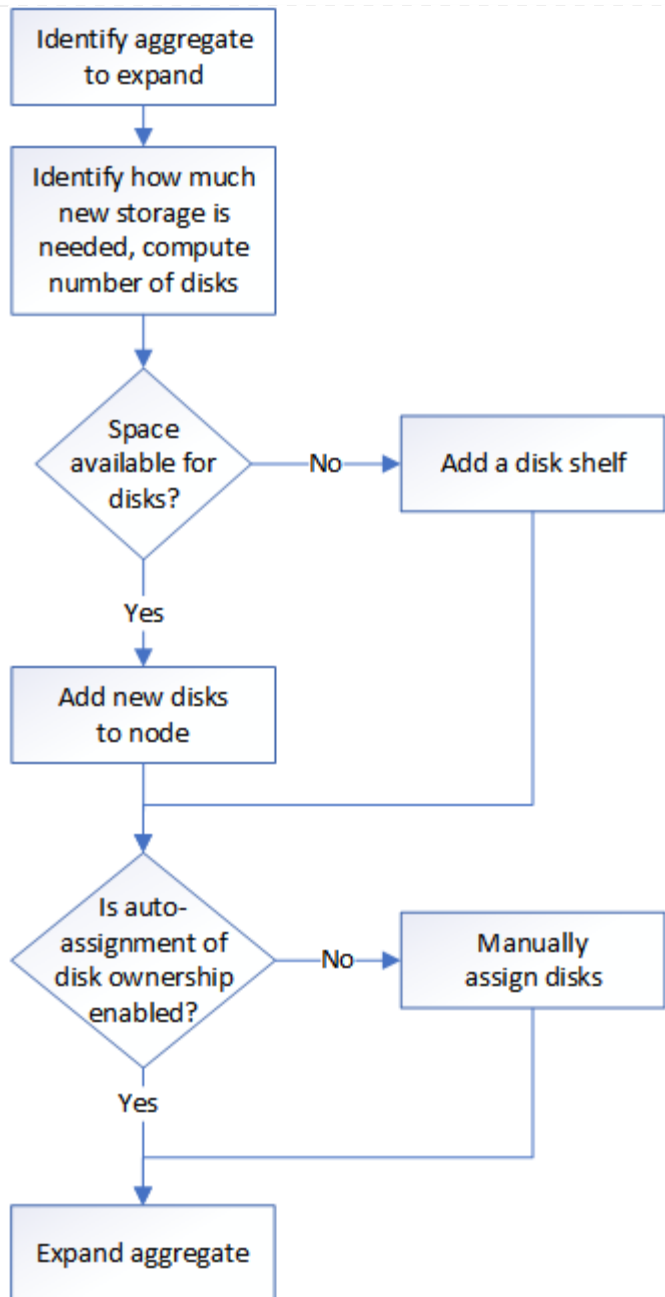 Identify aggregate
to expand
Identify how much
new storage is
needed, compute
number of disks
Space
available for
disks?
No
Add a disk shelf
Yes
Add new disks
to node
Is auto-
assignment of
disk ownership
enabled?
No
Manually
assign disks
Yes
Expand aggregate